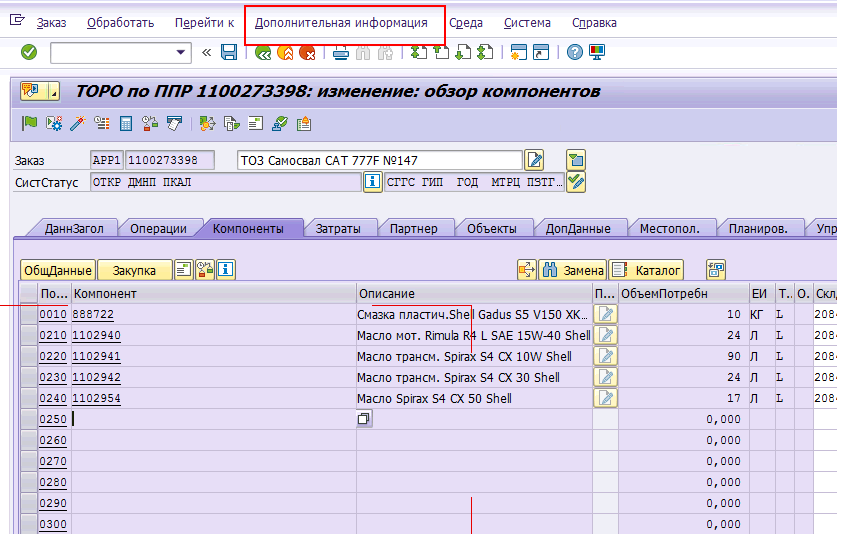 Заказ Обработать Перейти к Дополнительная информация Среда Система Справка
ТОРО по ППР 1100273398: изменение: обзор компонентов
Заказ APP1 1100273398 ТОЗ Самосвал CAT 777F №147
СистСтатус ОТКР ДМНП ПКАЛ СГГС ГИП ГОД МТРЦ ПЭТГ…
ДаннЗагол Операции Компоненты Затраты Партнер Объекты ДопДанные Местопол. Планиров. Упр
ОбщДанные Закупка Замена Каталог
По... Компонент Описание П... ОбъемПотребн ЕИ Т.. О. Скл
0010 888722 Смазка пластич.Shell Gadus S5 V150 XK... 10 КГ L 208
0210 1102940 Масло мот. Rimula R4 L SAE 15W-40 Shell 24 Л L 208
0220 1102941 Масло трансм. Spirax S4 CX 10W Shell 90 Л L 208
0230 1102942 Масло трансм. Spirax S4 CX 30 Shell 24 Л L 208
0240 1102954 Масло Spirax S4 CX 50 Shell 17 Л L 208
0250 0,000
0260 0,000
0270 0,000
0280 0,000
0290 0,000
0300 0,000